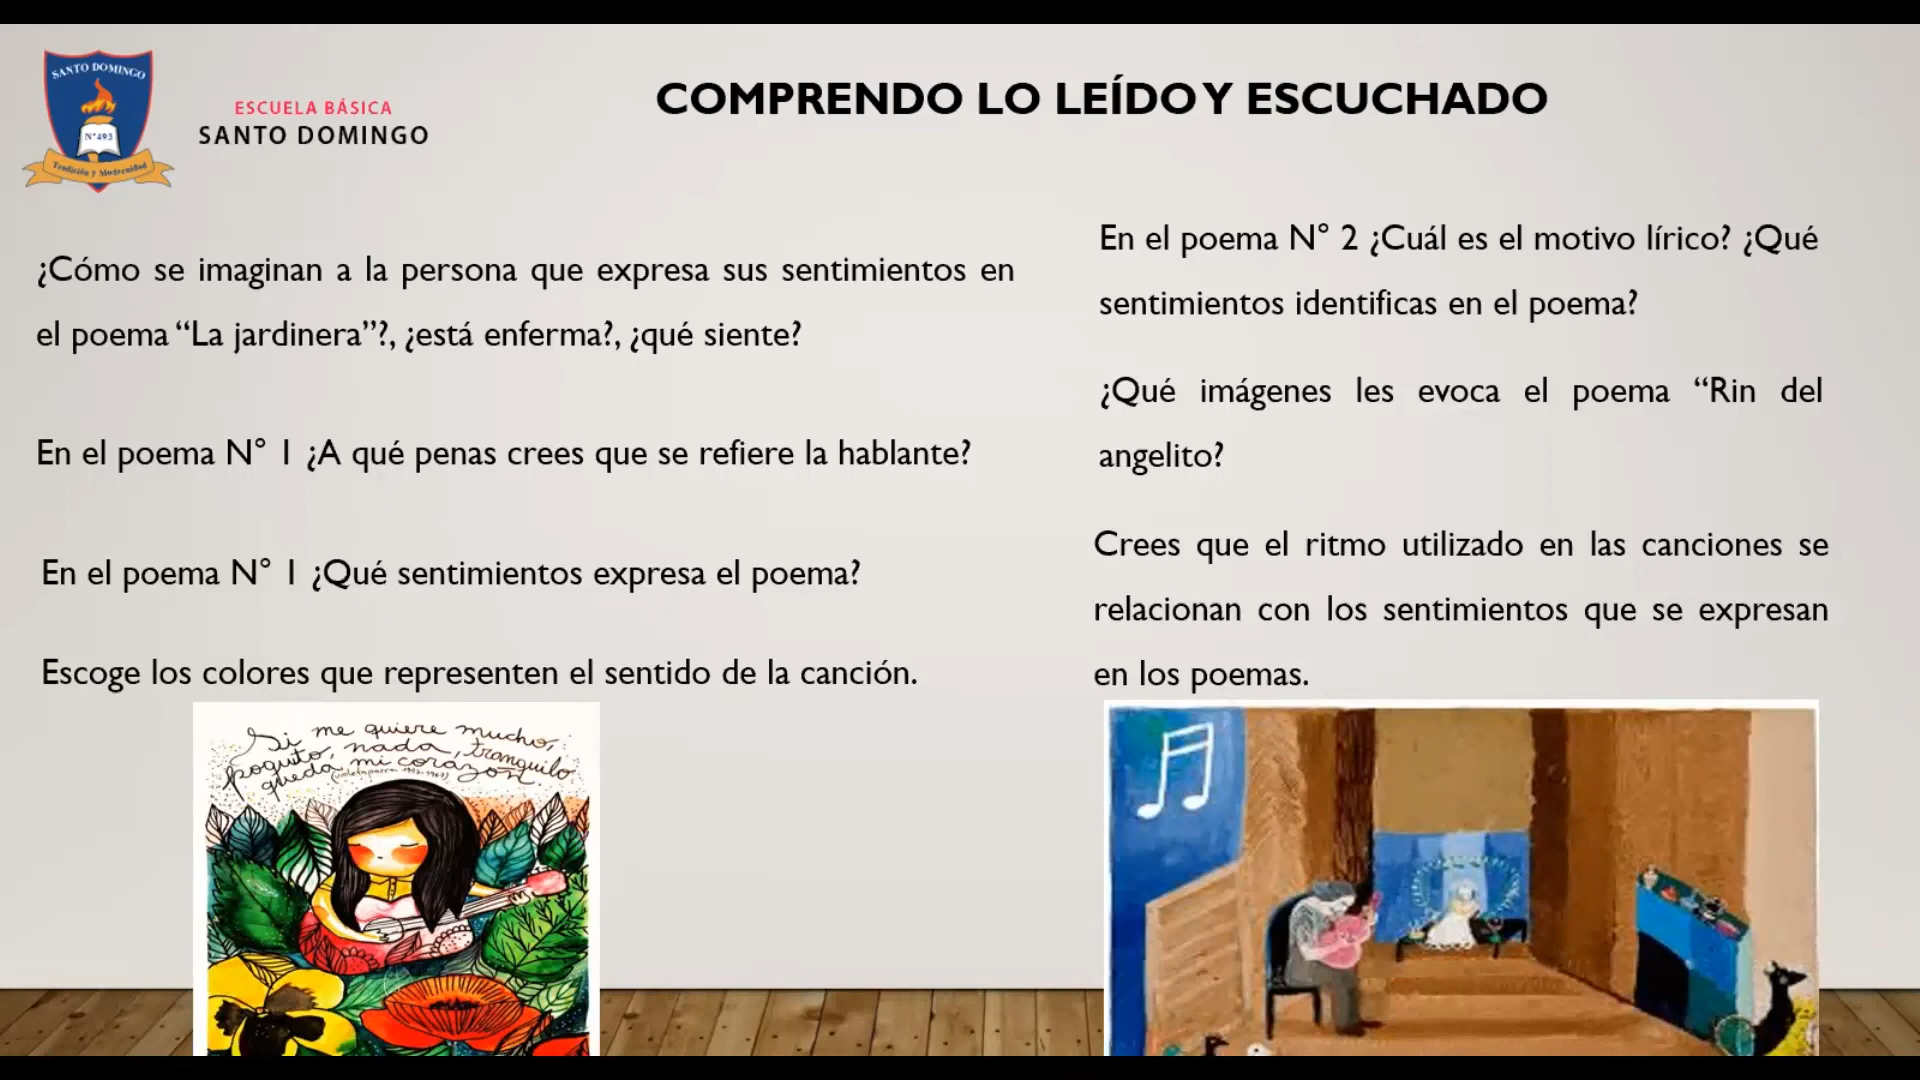 SANTO DOMINGO
N°493
Tradición y Modernidad
ESCUELA BÁSICA
SANTO DOMINGO
COMPRENDO LO LEÍDO Y ESCUCHADO
¿Cómo se imaginan a la persona que expresa sus sentimientos en
el poema “La jardinera”?, ¿está enferma?, ¿qué siente?
En el poema N° 1 ¿A qué penas crees que se refiere la hablante?
En el poema N° 1 ¿Qué sentimientos expresa el poema?
Escoge los colores que representen el sentido de la canción.
Si me quiere mucho,
poquito, nada, tranquilo
queda mi corazón.
(violeta parra 1917-1967)
En el poema N° 2 ¿Cuál es el motivo lírico? ¿Qué
sentimientos identificas en el poema?
¿Qué imágenes les evoca el poema “Rin del
angelito?
Crees que el ritmo utilizado en las canciones se
relacionan con los sentimientos que se expresan
en los poemas.